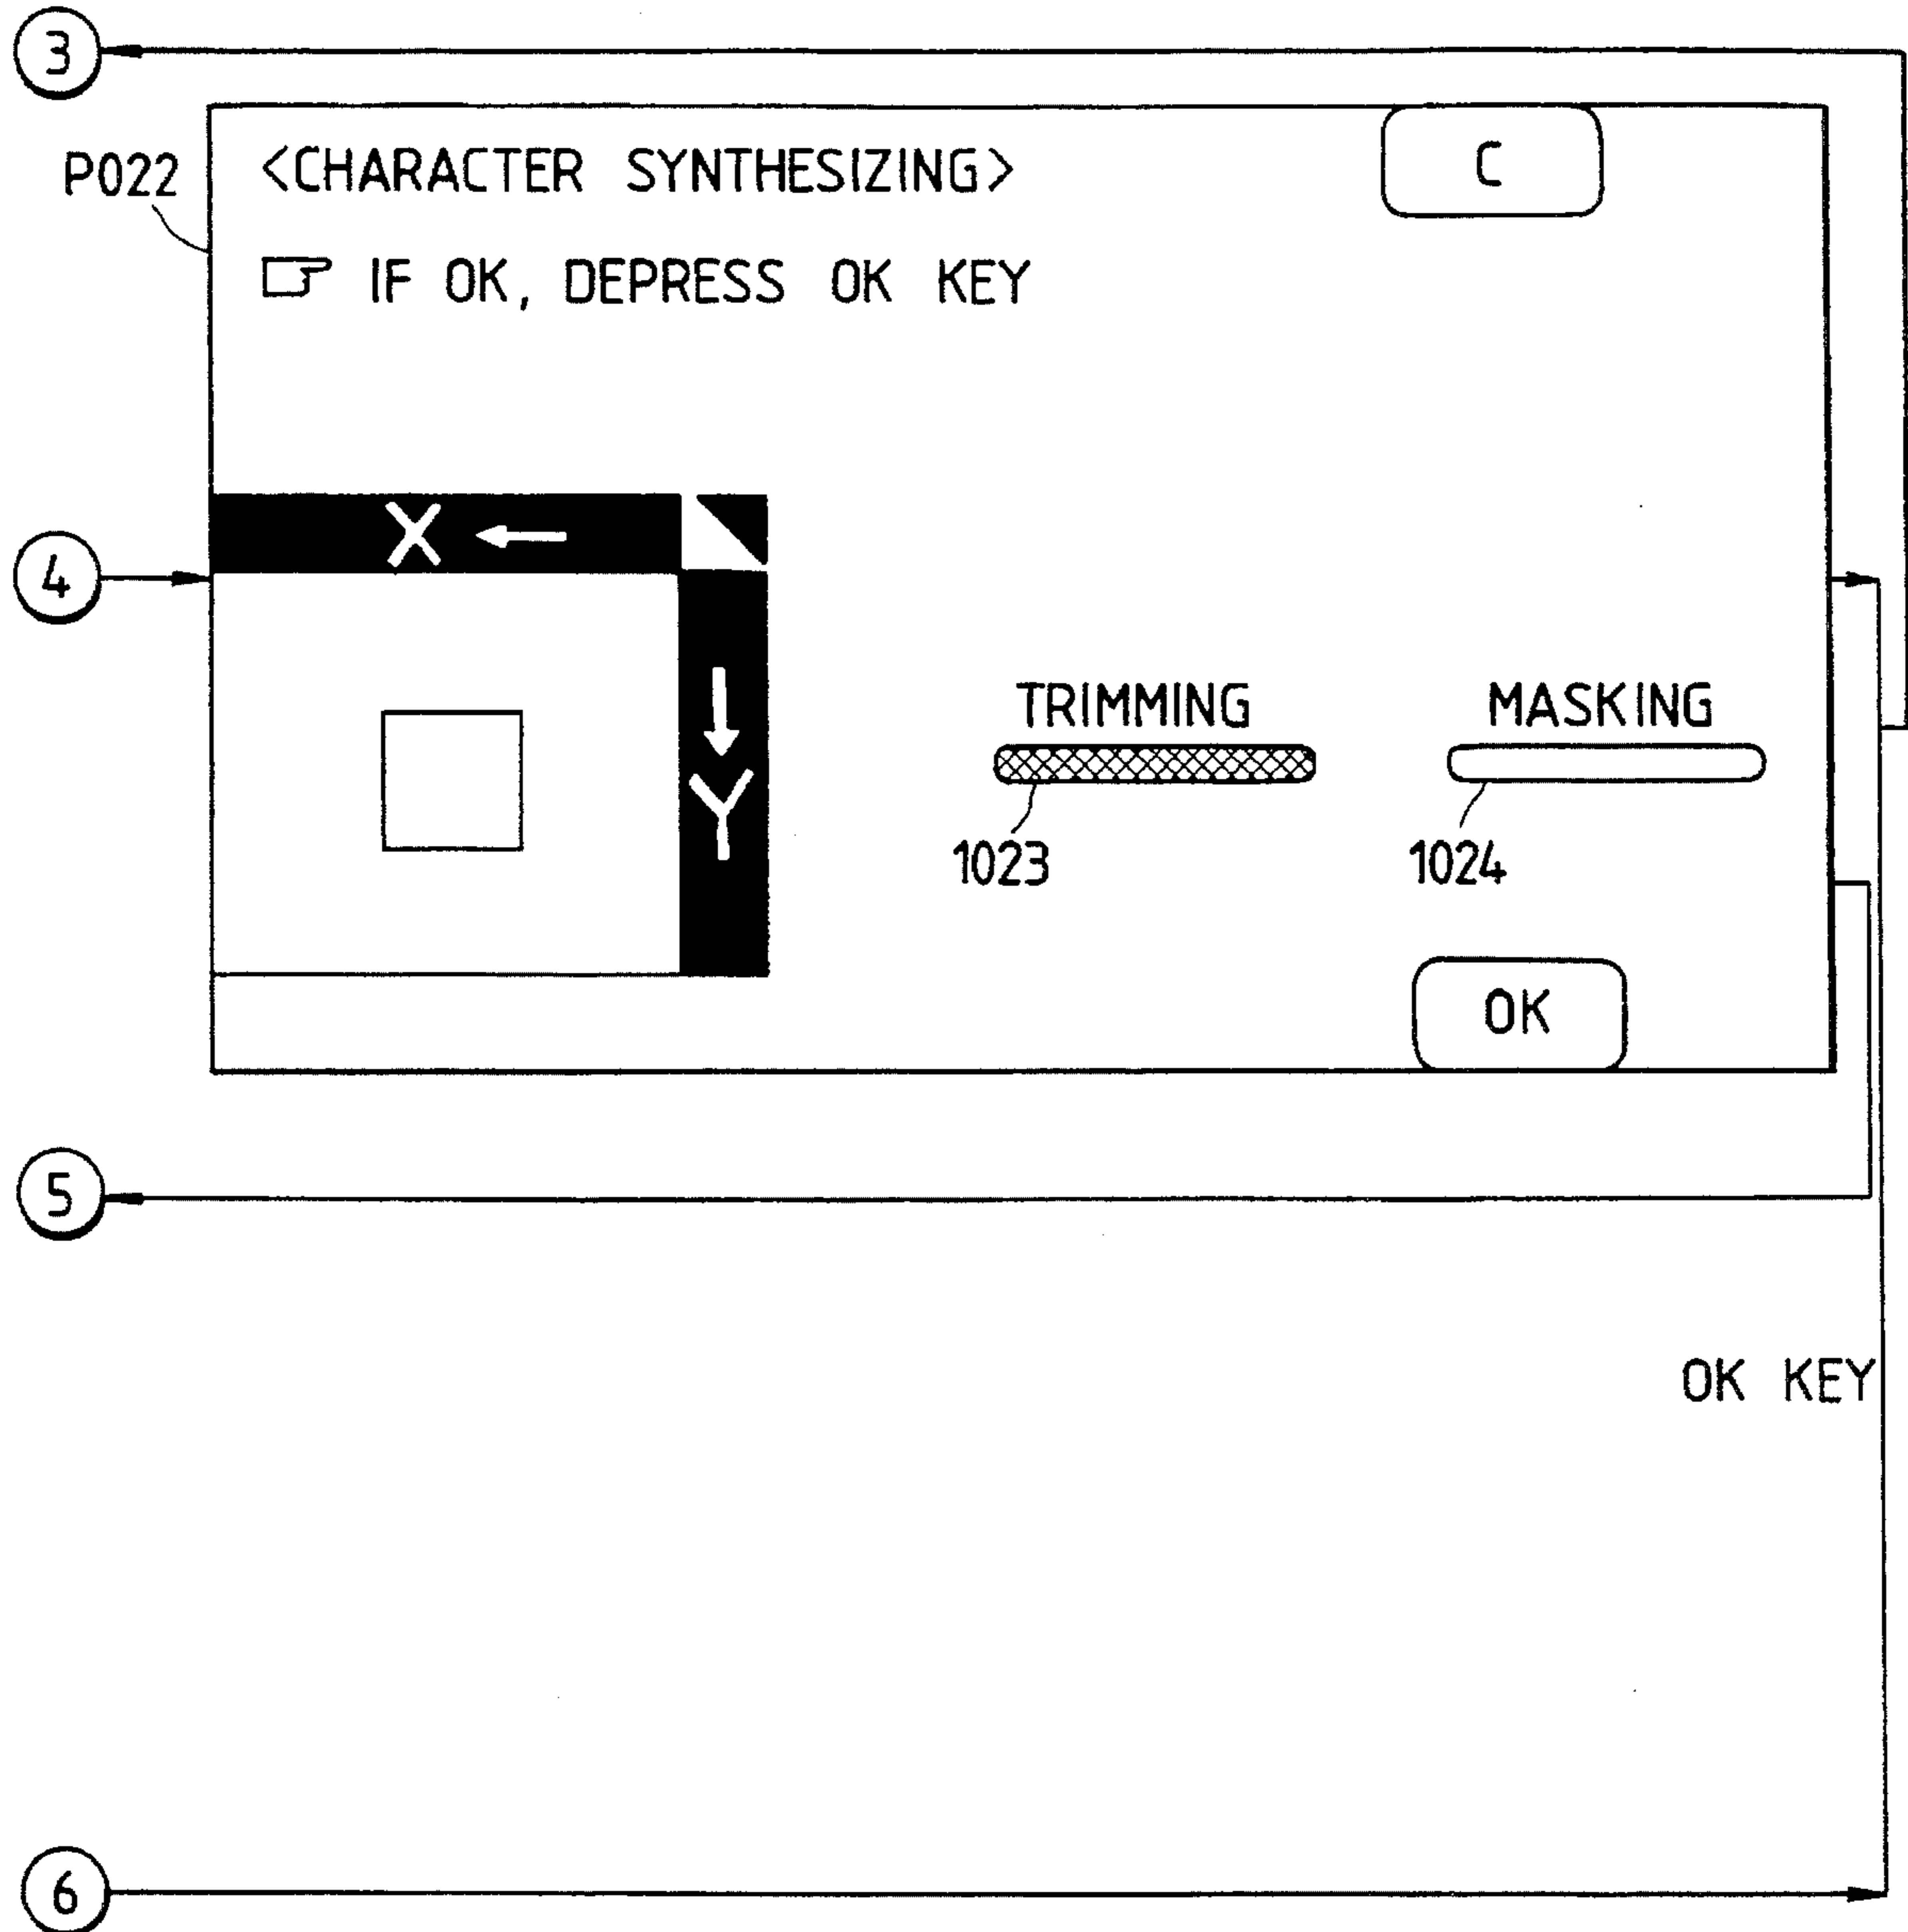 3
P022
<CHARACTER SYNTHESIZING>
C
IF OK, DEPRESS OK KEY
X
4
Y
TRIMMING
MASKING
1023
1024
OK
5
OK KEY
6